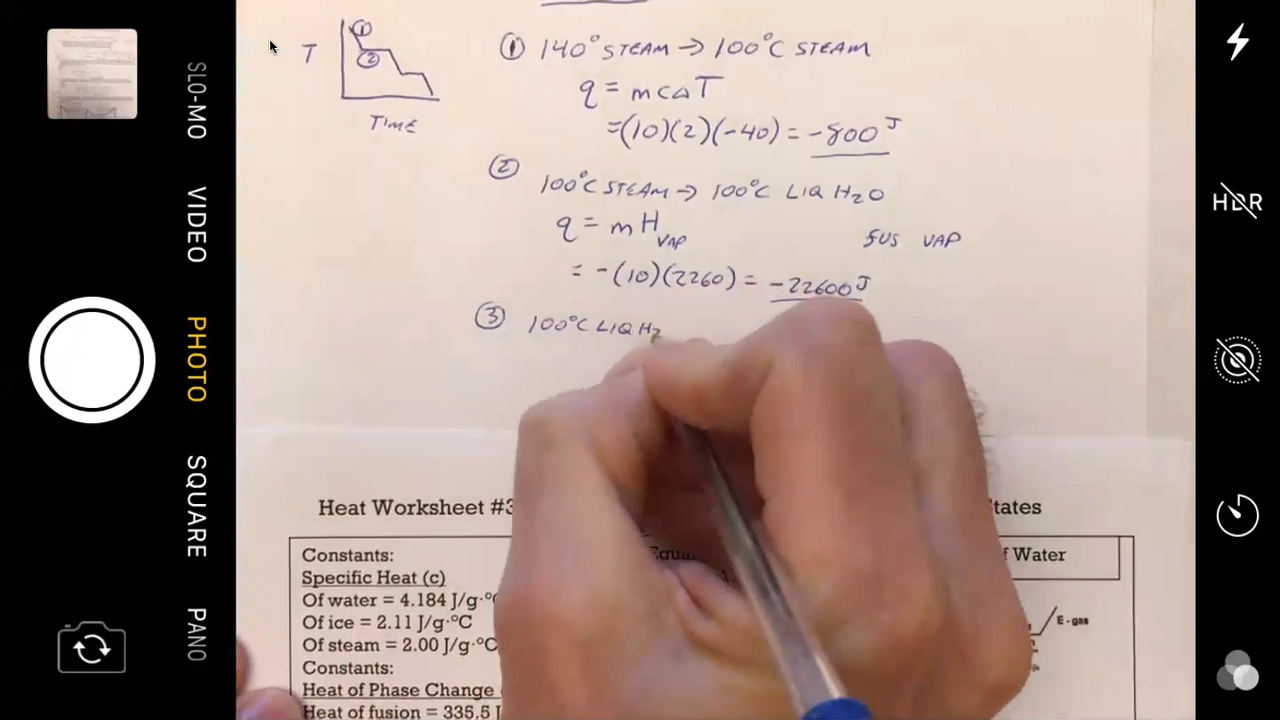 SLO-MO
VIDEO
PHOTO
SQUARE
PANO
HDR
T
①
②
TIME
① 140° STEAM → 100°C STEAM
q = mc∆T
=(10)(2)(-40) = -800 J
②
100°C STEAM → 100°C LIQ H₂O
q = mH VAP
fus VAP
= -(10)(2260) = -22600 J
③ 100°C LIQ H₂
Heat Worksheet #3
tates
Constants:
Specific Heat (c)
Of water = 4.184 J/g·°C
Of ice = 2.11 J/g·°C
Of steam = 2.00 J/g·°C
Constants:
Heat of Phase Change
Heat of fusion = 335.5 J
Equa
f Water
E - gas